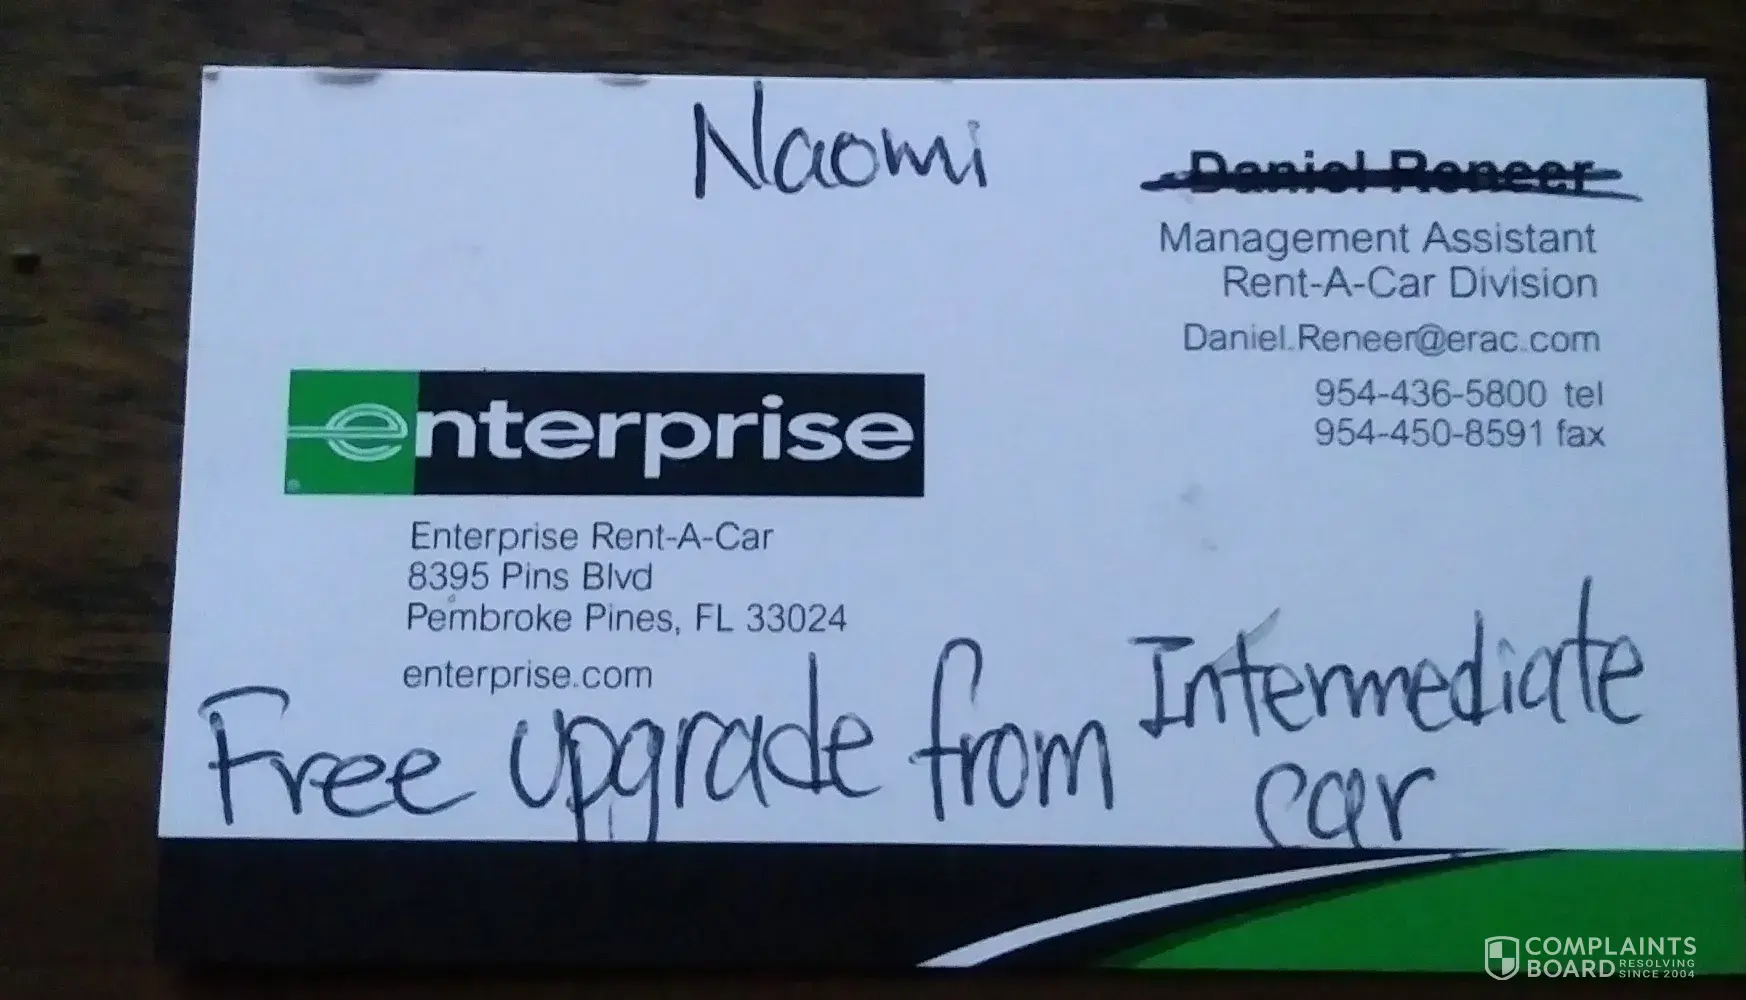 Naomi
Daniel Reneer
Management Assistant
Rent-A-Car Division
Daniel.Reneer@erac.com
954-436-5800 tel
954-450-8591 fax
enterprise
Enterprise Rent-A-Car
8395 Pins Blvd
Pembroke Pines, FL 33024
enterprise.com
Free upgrade from Intermediate
car
COMPLAINTS
BOARD RESOLVING
SINCE 2004